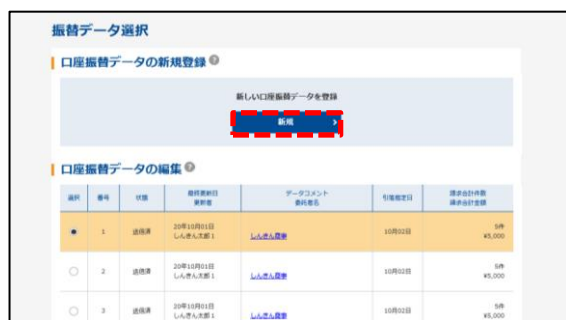 振替データ選択
口座振替データの新規登録 ?
新しい口座振替データを登録
新規 >
口座振替データの編集 ?
選択 番号 状態 最終更新日 データコメント 引落指定日 請求合計件数
更新者 委託者名 請求合計金額
1 送信済 20年10月01日 しんきん商事 10月02日 5件
しんきん太郎1 ¥5,000
2 送信済 20年10月01日 しんきん商事 10月02日 5件
しんきん太郎1 ¥5,000
3 送信済 20年10月01日 しんきん商事 10月02日 5件
しんきん太郎1 ¥5,000